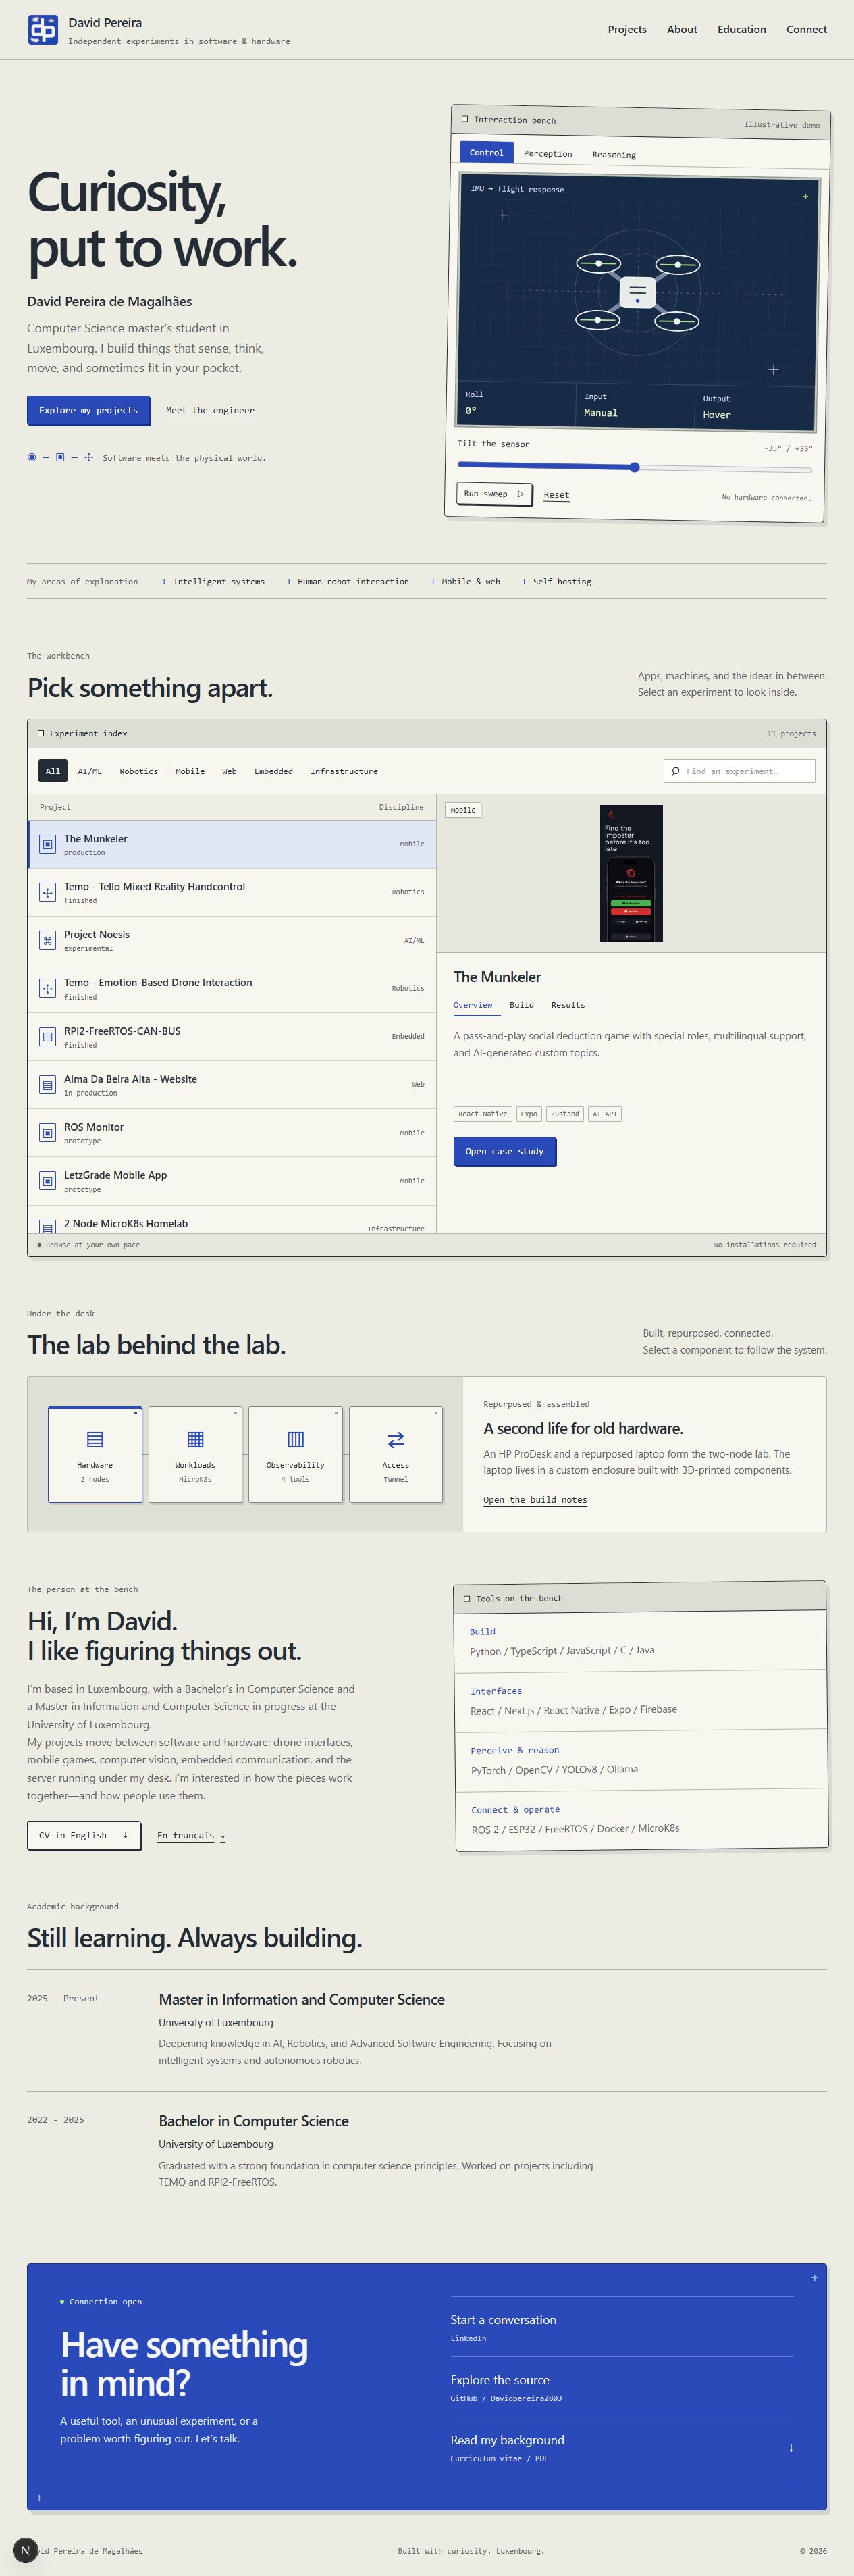 David Pereira
Independent experiments in software & hardware
Projects About Education Connect
Curiosity,
put to work.
David Pereira de Magalhães
Computer Science master’s student in
Luxembourg. I build things that sense, think,
move, and sometimes fit in your pocket.
Explore my projects Meet the engineer
Software meets the physical world.
Interaction bench Illustrative demo
Control Perception Reasoning
IMU → flight response
Roll Input Output
0° Manual Hover
Tilt the sensor −35° / +35°
Run sweep ▷ Reset No hardware connected.
My areas of exploration + Intelligent systems + Human–robot interaction + Mobile & web + Self-hosting
The workbench
Pick something apart.
Apps, machines, and the ideas in between.
Select an experiment to look inside.
Experiment index 11 projects
All AI/ML Robotics Mobile Web Embedded Infrastructure Find an experiment…
Project Discipline
The Munkeler
production
Mobile
Temo - Tello Mixed Reality Handcontrol
finished
Robotics
Project Noesis
experimental
AI/ML
Temo - Emotion-Based Drone Interaction
finished
Robotics
RPI2-FreeRTOS-CAN-BUS
finished
Embedded
Alma Da Beira Alta - Website
in production
Web
ROS Monitor
prototype
Mobile
LetzGrade Mobile App
prototype
Mobile
2 Node MicroK8s Homelab
Infrastructure
Mobile
Find the
imposter
before it's too
late
The Munkeler
Overview Build Results
A pass-and-play social deduction game with special roles, multilingual support,
and AI-generated custom topics.
React Native Expo Zustand AI API
Open case study
Browse at your own pace No installations required
Under the desk
The lab behind the lab.
Built, repurposed, connected.
Select a component to follow the system.
Hardware
2 nodes
Workloads
MicroK8s
Observability
4 tools
Access
Tunnel
Repurposed & assembled
A second life for old hardware.
An HP ProDesk and a repurposed laptop form the two-node lab. The
laptop lives in a custom enclosure built with 3D-printed components.
Open the build notes
The person at the bench
Hi, I’m David.
I like figuring things out.
I’m based in Luxembourg, with a Bachelor’s in Computer Science and
a Master in Information and Computer Science in progress at the
University of Luxembourg.
My projects move between software and hardware: drone interfaces,
mobile games, computer vision, embedded communication, and the
server running under my desk. I’m interested in how the pieces work
together—and how people use them.
CV in English ↓ En français ↓
Tools on the bench
Build
Python / TypeScript / JavaScript / C / Java
Interfaces
React / Next.js / React Native / Expo / Firebase
Perceive & reason
PyTorch / OpenCV / YOLOv8 / Ollama
Connect & operate
ROS 2 / ESP32 / FreeRTOS / Docker / MicroK8s
Academic background
Still learning. Always building.
2025 - Present
Master in Information and Computer Science
University of Luxembourg
Deepening knowledge in AI, Robotics, and Advanced Software Engineering. Focusing on
intelligent systems and autonomous robotics.
2022 - 2025
Bachelor in Computer Science
University of Luxembourg
Graduated with a strong foundation in computer science principles. Worked on projects including
TEMO and RPI2-FreeRTOS.
Connection open
Have something
in mind?
A useful tool, an unusual experiment, or a
problem worth figuring out. Let’s talk.
Start a conversation
LinkedIn
Explore the source
GitHub / Davidpereira2803
Read my background
Curriculum vitae / PDF
↓
N
vid Pereira de Magalhães Built with curiosity. Luxembourg. © 2026